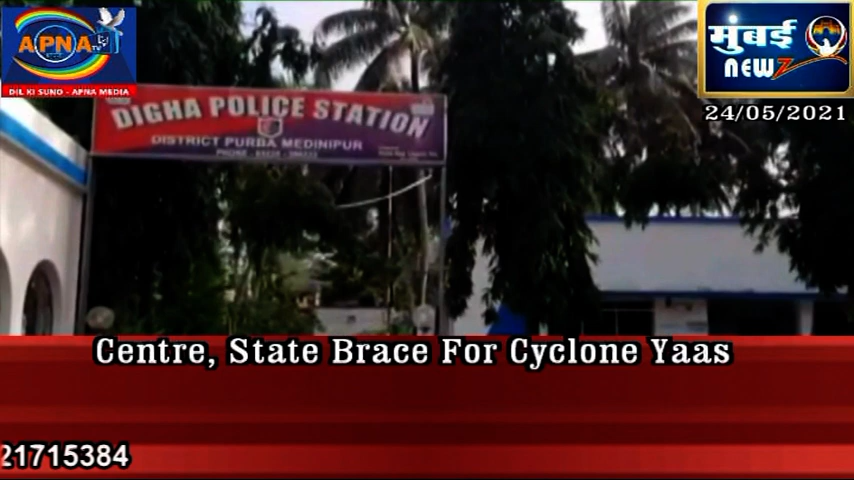 APNA
TV
DIL KI SUNO - APNA MEDIA
मुंबई
NEWZ
24/05/2021
DIGHA POLICE STATION
DISTRICT PURBA MEDINIPUR
Centre, State Brace For Cyclone Yaas
21715384